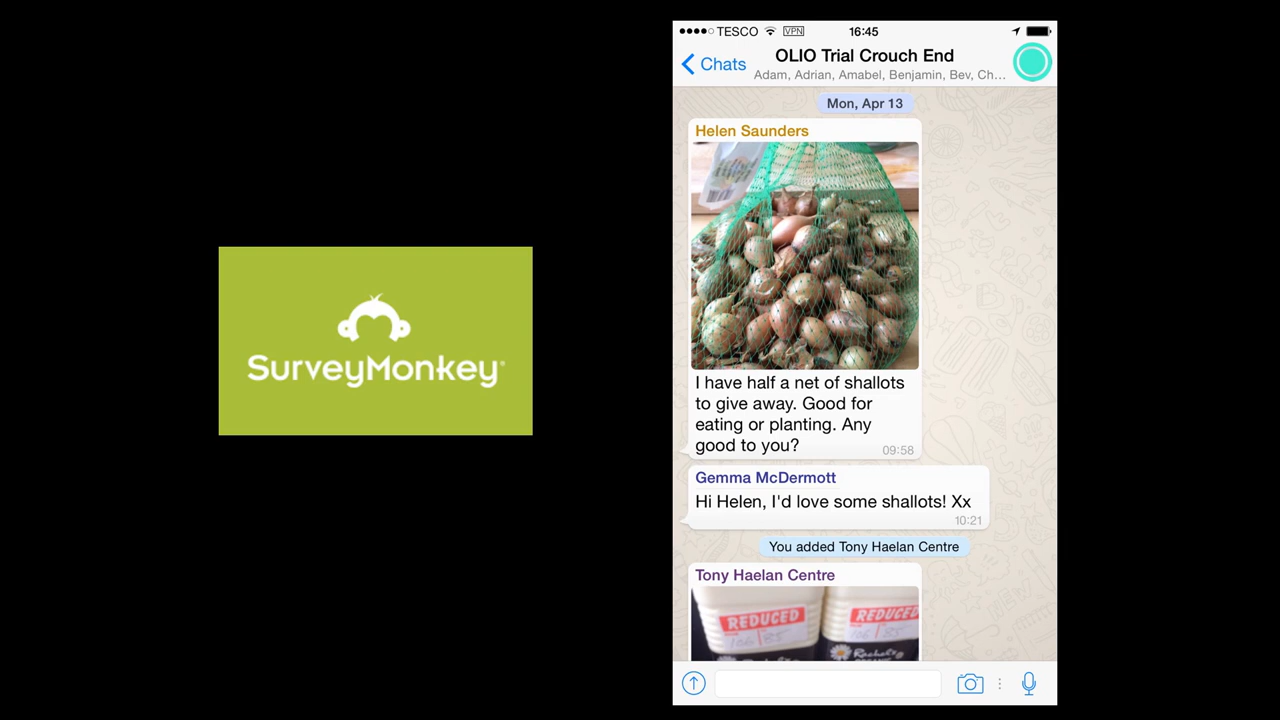 SurveyMonkey®
TESCO VPN 16:45
Chats
OLIO Trial Crouch End
Adam, Adrian, Amabel, Benjamin, Bev, Ch...
Mon, Apr 13
Helen Saunders
I have half a net of shallots
to give away. Good for
eating or planting. Any
good to you?
09:58
Gemma McDermott
Hi Helen, I'd love some shallots! Xx
10:21
You added Tony Haelan Centre
Tony Haelan Centre
REDUCED
REDUCED
Rachel's